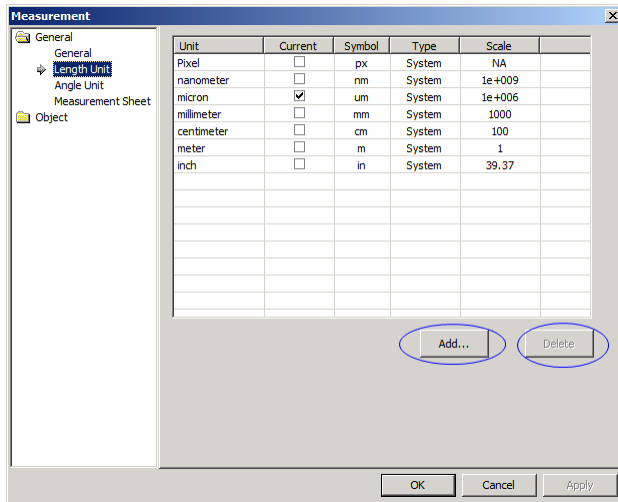 Measurement
General
General
Length Unit
Angle Unit
Measurement Sheet
Object
Unit Current Symbol Type Scale
Pixel px System NA
nanometer nm System 1e+009
micron um System 1e+006
millimeter mm System 1000
centimeter cm System 100
meter m System 1
inch in System 39.37
Add... Delete
OK Cancel Apply